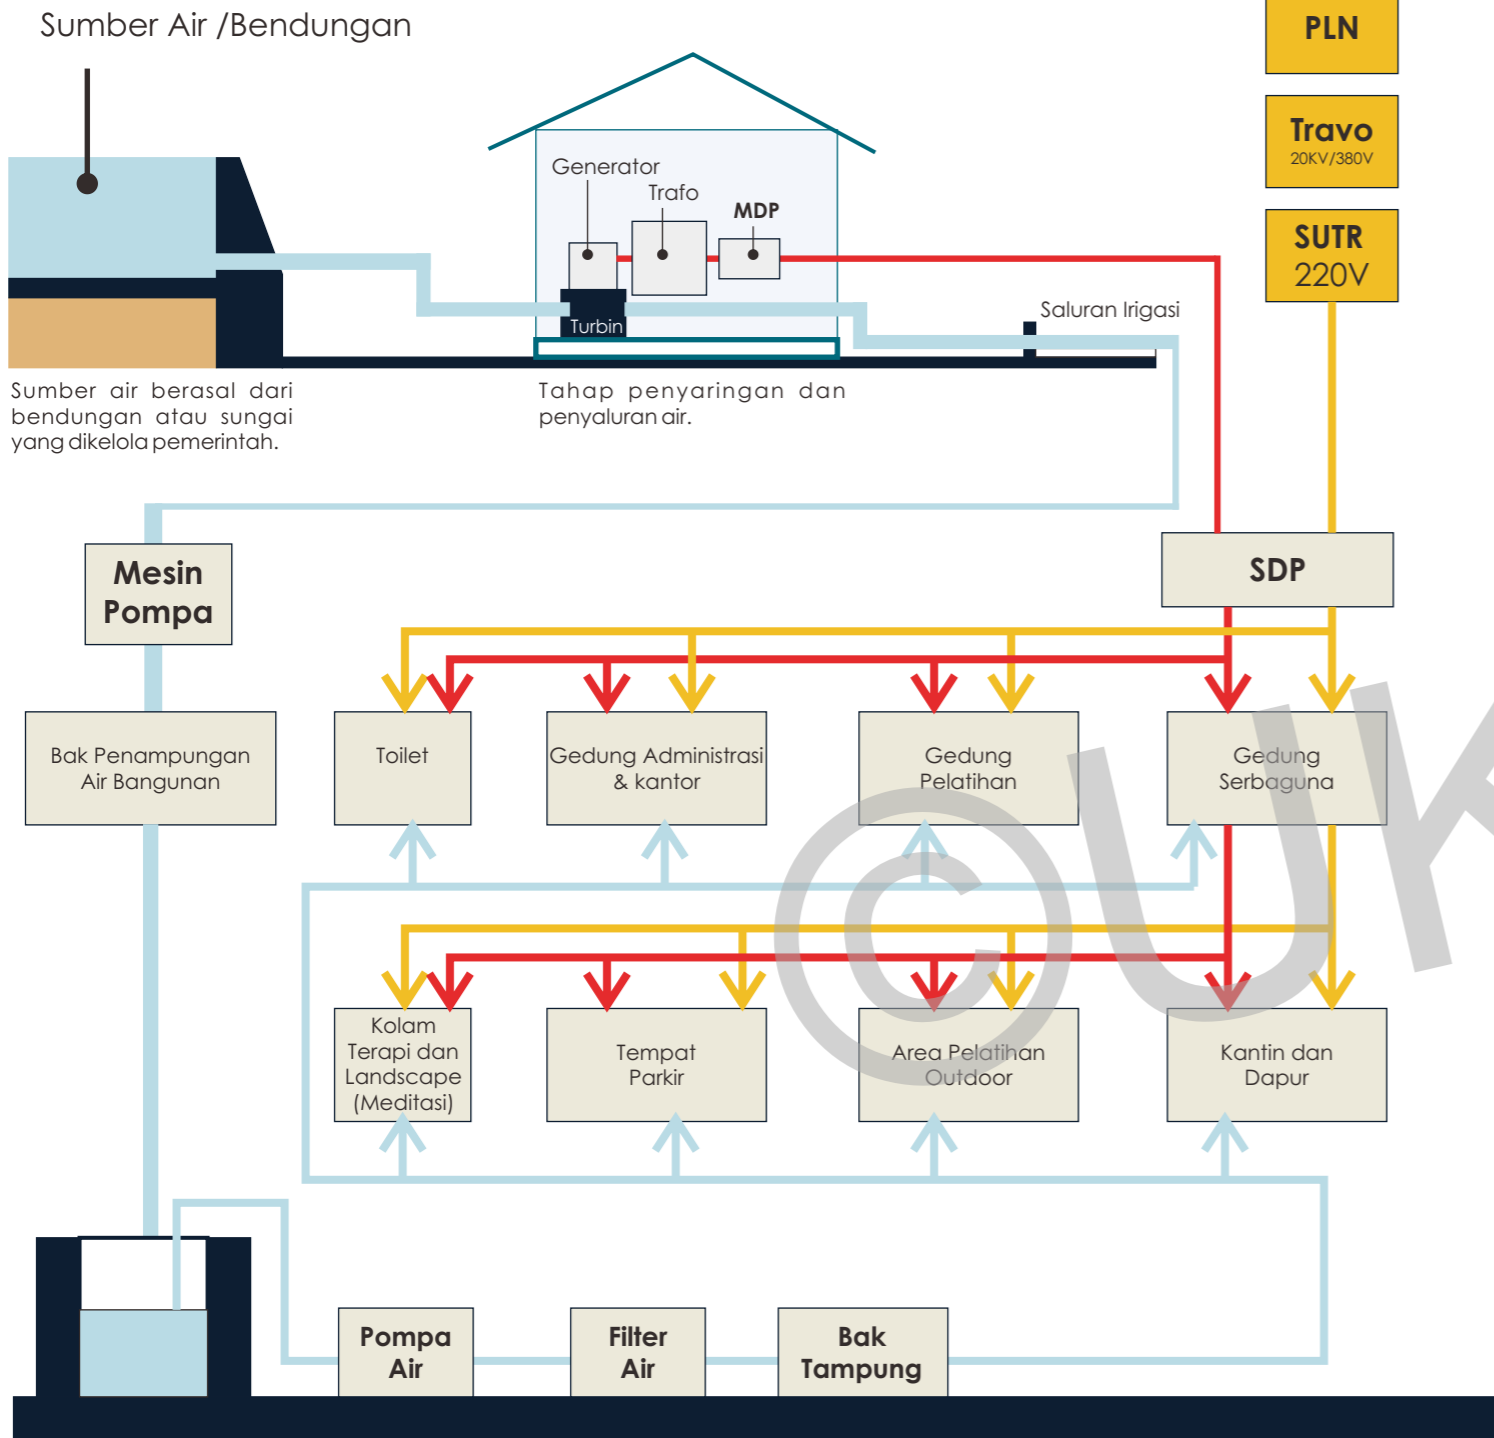 Sumber Air /Bendungan
PLN
Travo
20KV/380V
SUTR
220V
Generator
Trafo
MDP
Turbin
Saluran Irigasi
Sumber air berasal dari
bendungan atau sungai
yang dikelola pemerintah.
Tahap penyaringan dan
penyaluran air.
Mesin
Pompa
SDP
Bak Penampungan
Air Bangunan
Toilet
Gedung Administrasi
& kantor
Gedung
Pelatihan
Gedung
Serbaguna
Kolam
Terapi dan
Landscape
(Meditasi)
Tempat
Parkir
Area Pelatihan
Outdoor
Kantin dan
Dapur
Pompa
Air
Filter
Air
Bak
Tampung
©UK